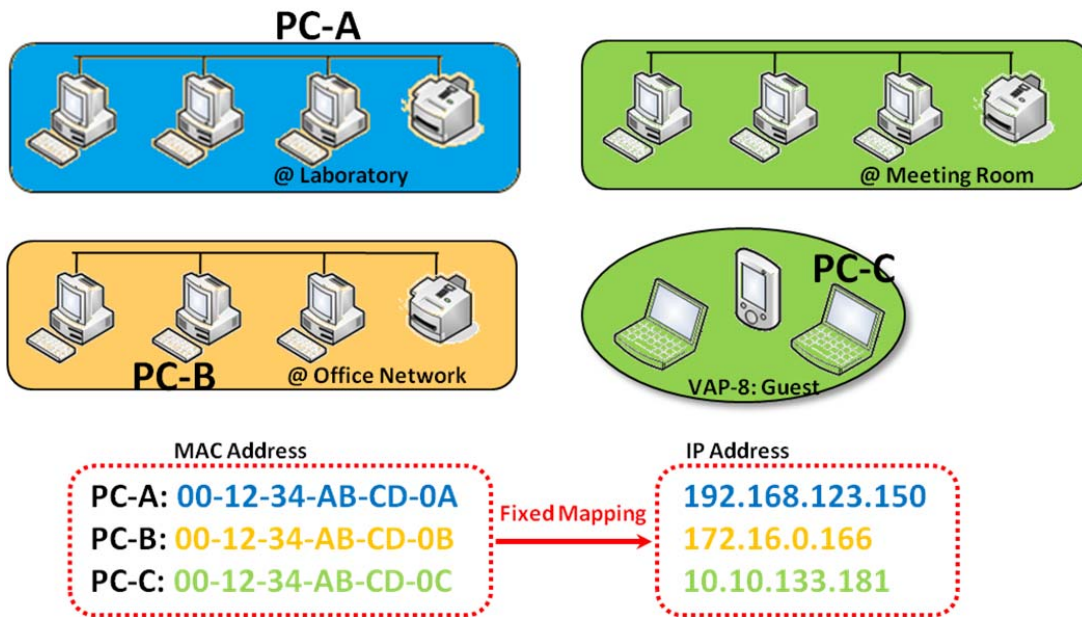 PC-A
@ Laboratory
@ Meeting Room
PC-B
@ Office Network
PC-C
VAP-8: Guest
MAC Address
PC-A: 00-12-34-AB-CD-0A
PC-B: 00-12-34-AB-CD-0B
PC-C: 00-12-34-AB-CD-0C
Fixed Mapping
IP Address
192.168.123.150
172.16.0.166
10.10.133.181